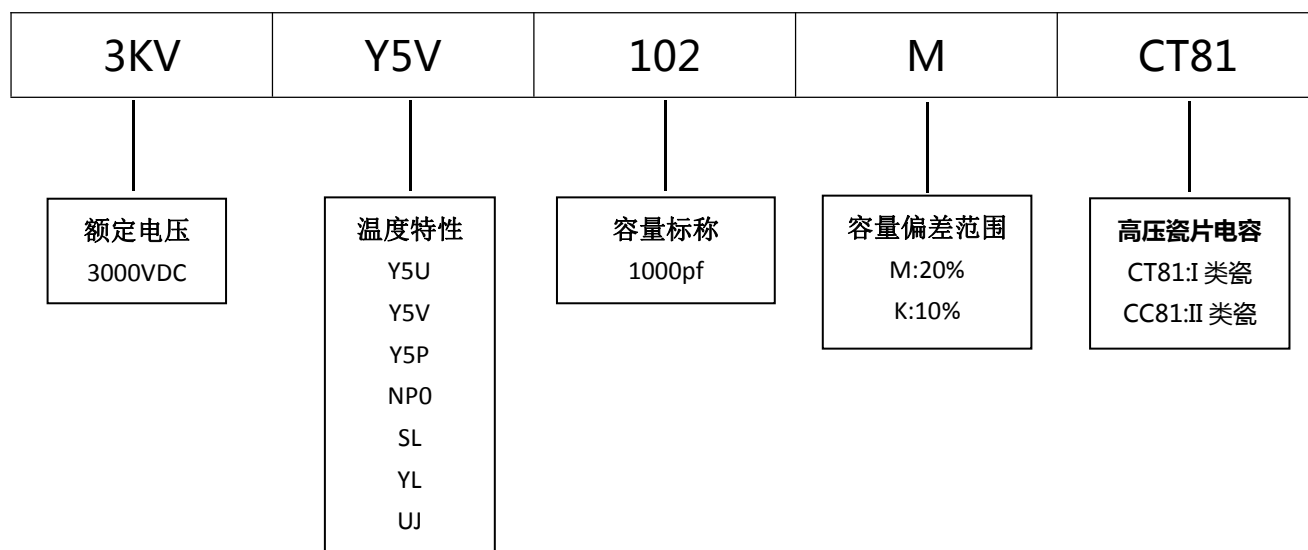 3KV Y5V 102 M CT81
额定电压
3000VDC
温度特性
Y5U
Y5V
Y5P
NP0
SL
YL
UJ
容量标称
1000pf
容量偏差范围
M:20%
K:10%
高压瓷片电容
CT81:I 类瓷
CC81:II 类瓷